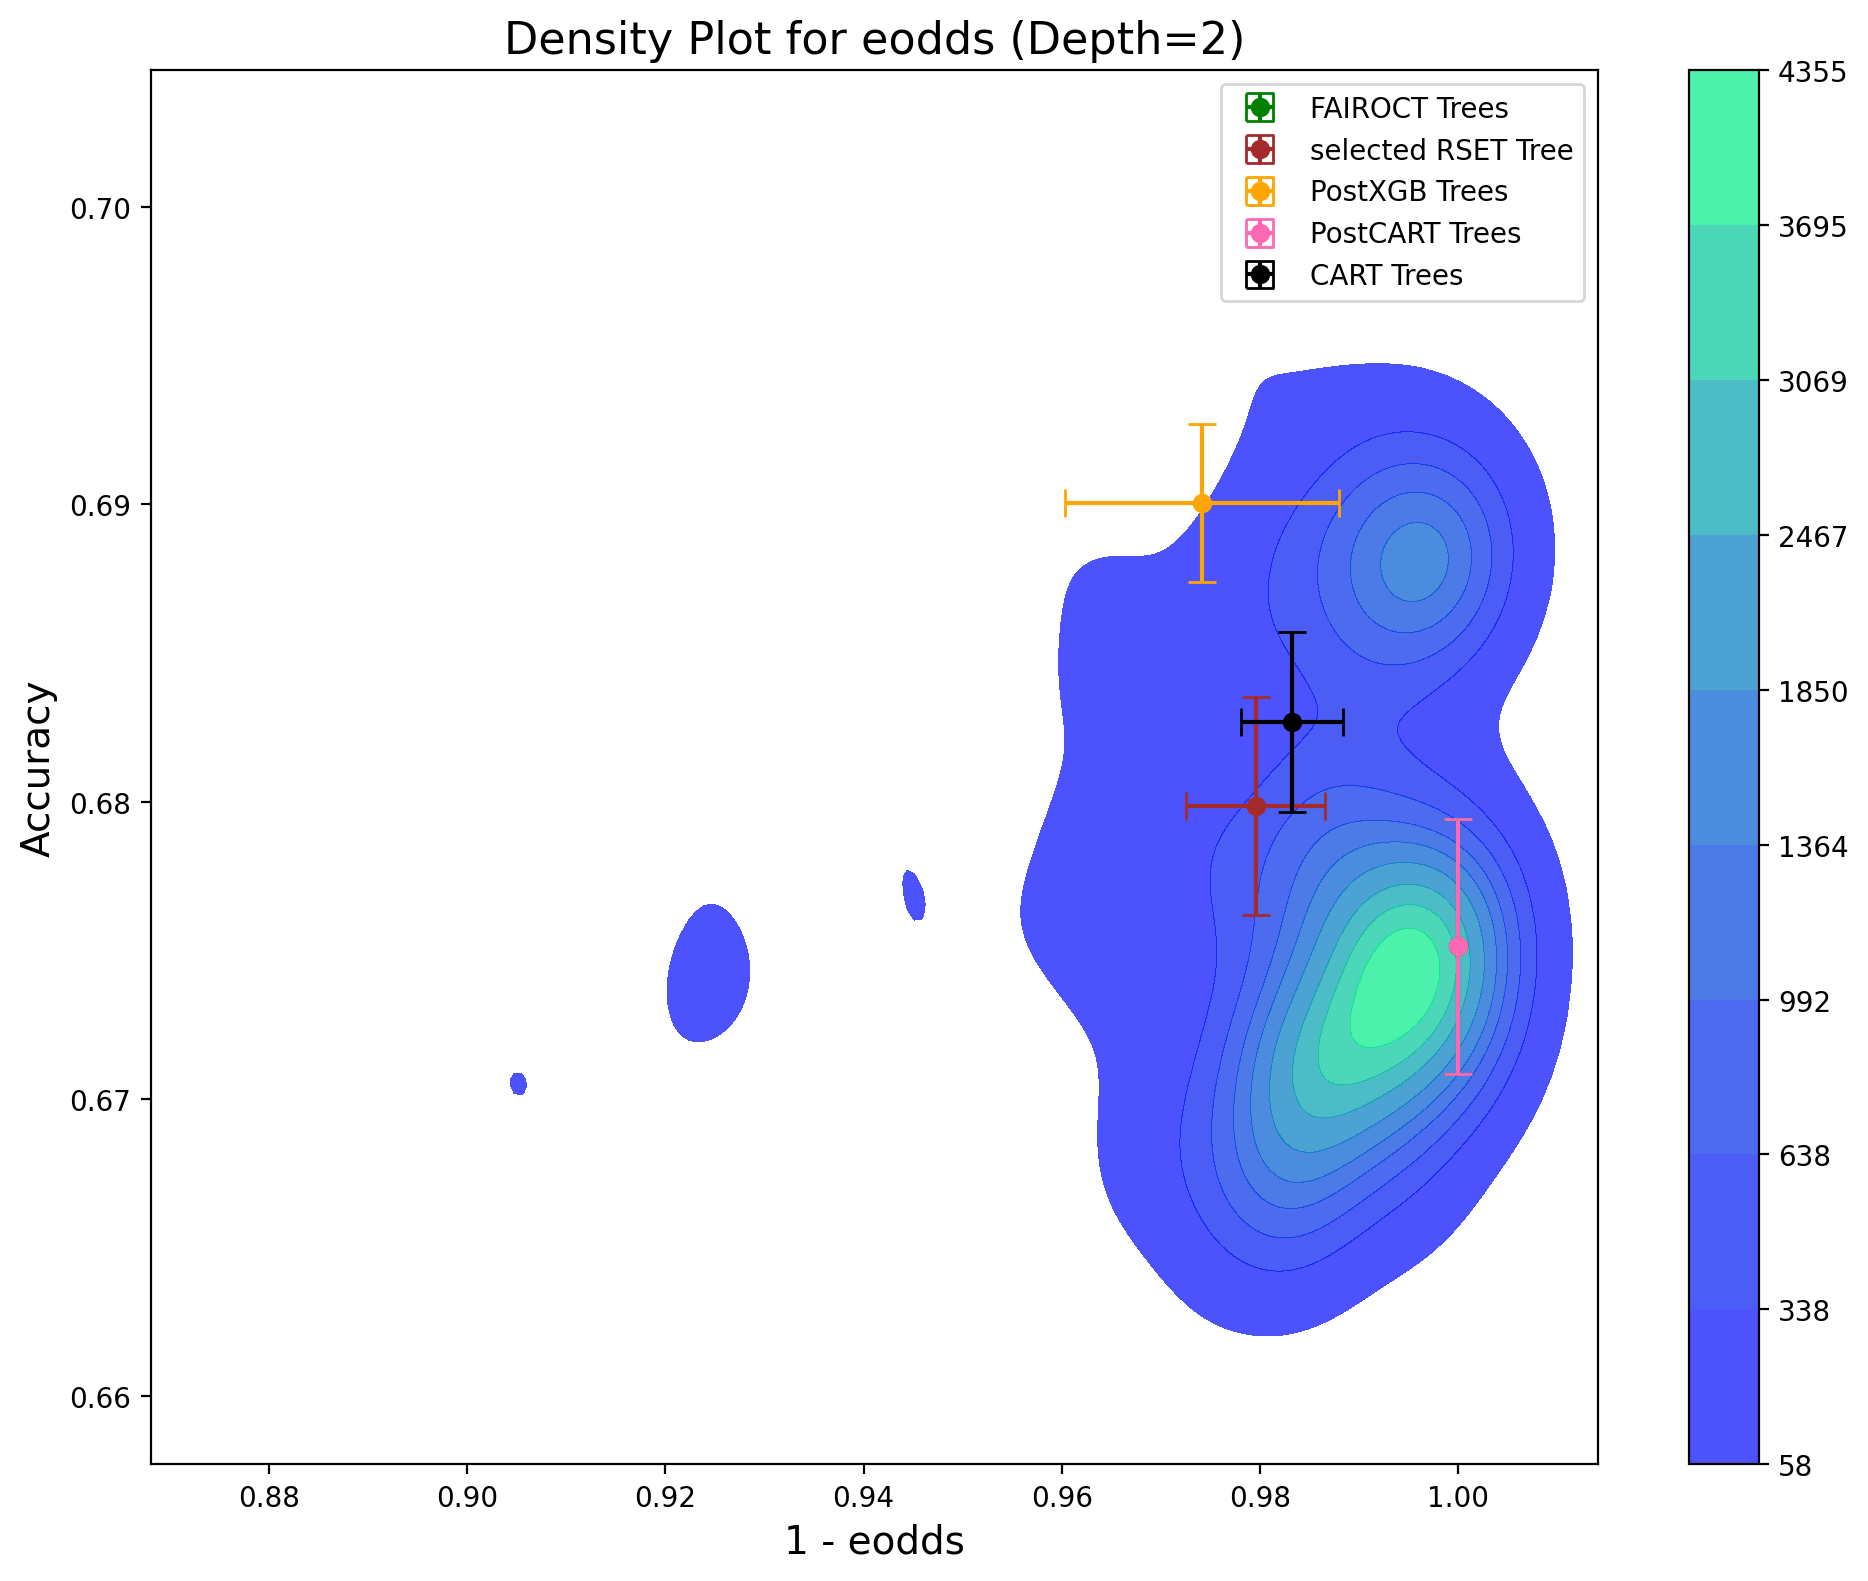 Density Plot for eodds (Depth=2)
FAIROCT Trees
selected RSET Tree
PostXGB Trees
PostCART Trees
CART Trees
Accuracy
0.70
0.69
0.68
0.67
0.66
0.88 0.90 0.92 0.94 0.96 0.98 1.00
1 - eodds
4355
3695
3069
2467
1850
1364
992
638
338
58